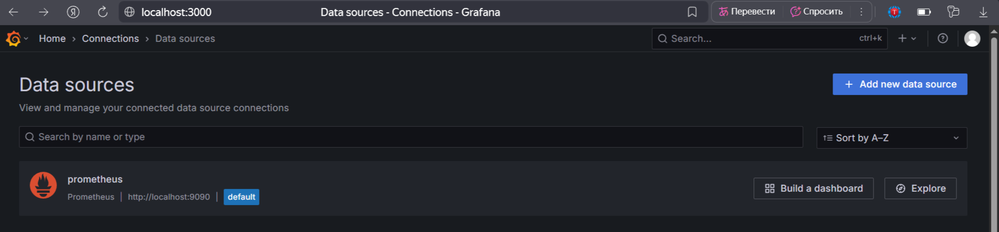 localhost:3000 Data sources - Connections - Grafana Перевести Спросить
Home › Connections › Data sources Search... ctrl+k
Data sources
+ Add new data source
View and manage your connected data source connections
Search by name or type
Sort by A–Z
prometheus
Prometheus | http://localhost:9090 | default
Build a dashboard
Explore